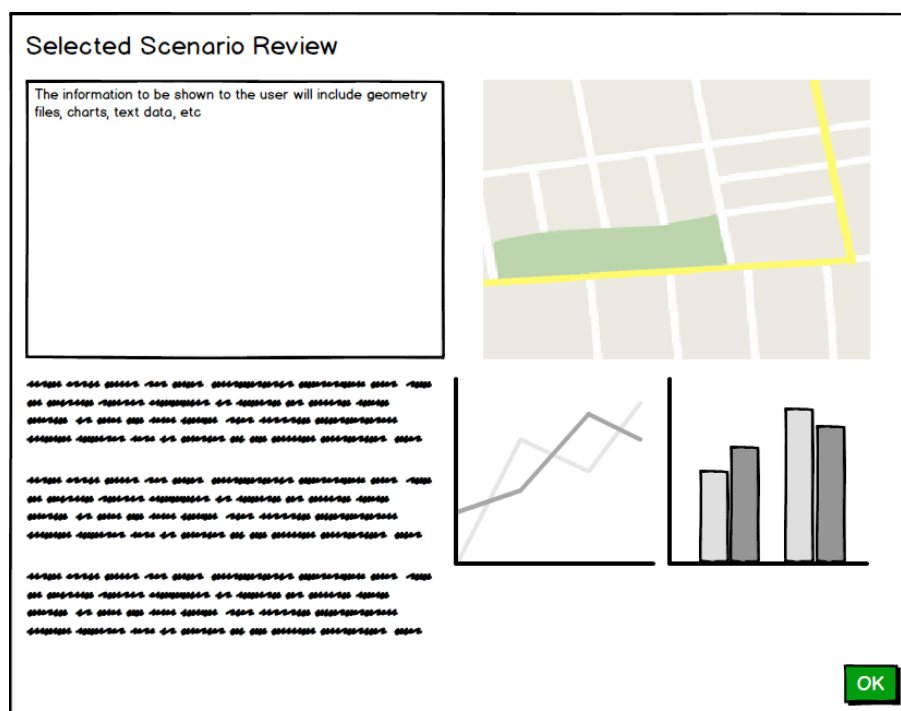 Selected Scenario Review
The information to be shown to the user will include geometry
files, charts, text data, etc
OK